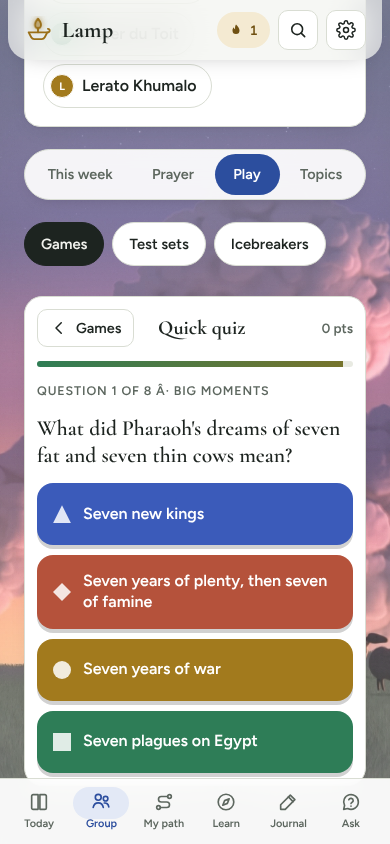 Lamp
1
L
Lerato Khumalo
This week
Prayer
Play
Topics
Games
Test sets
Icebreakers
Games
Quick quiz
0 pts
QUESTION 1 OF 8 Â· BIG MOMENTS
What did Pharaoh's dreams of seven
fat and seven thin cows mean?
Seven new kings
Seven years of plenty, then seven
of famine
Seven years of war
Seven plagues on Egypt
Today
Group
My path
Learn
Journal
Ask